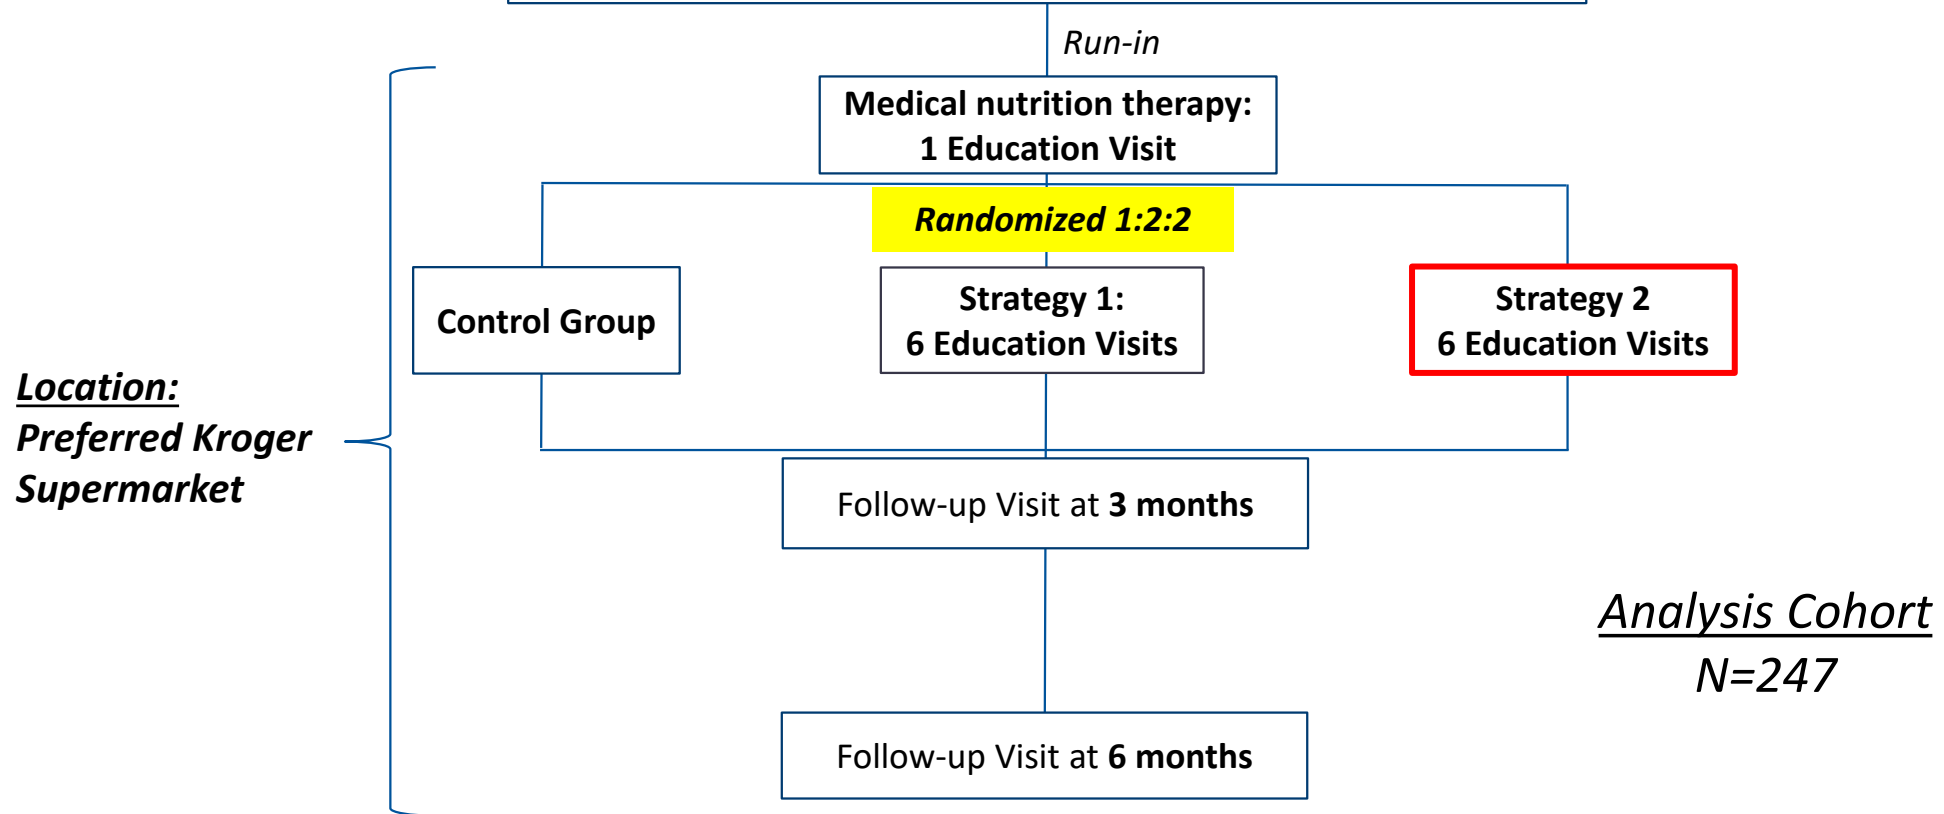 Run-in
Medical nutrition therapy:
1 Education Visit
Randomized 1:2:2
Control Group
Strategy 1:
6 Education Visits
Strategy 2
6 Education Visits
Location:
Preferred Kroger
Supermarket
Follow-up Visit at 3 months
Analysis Cohort
N=247
Follow-up Visit at 6 months